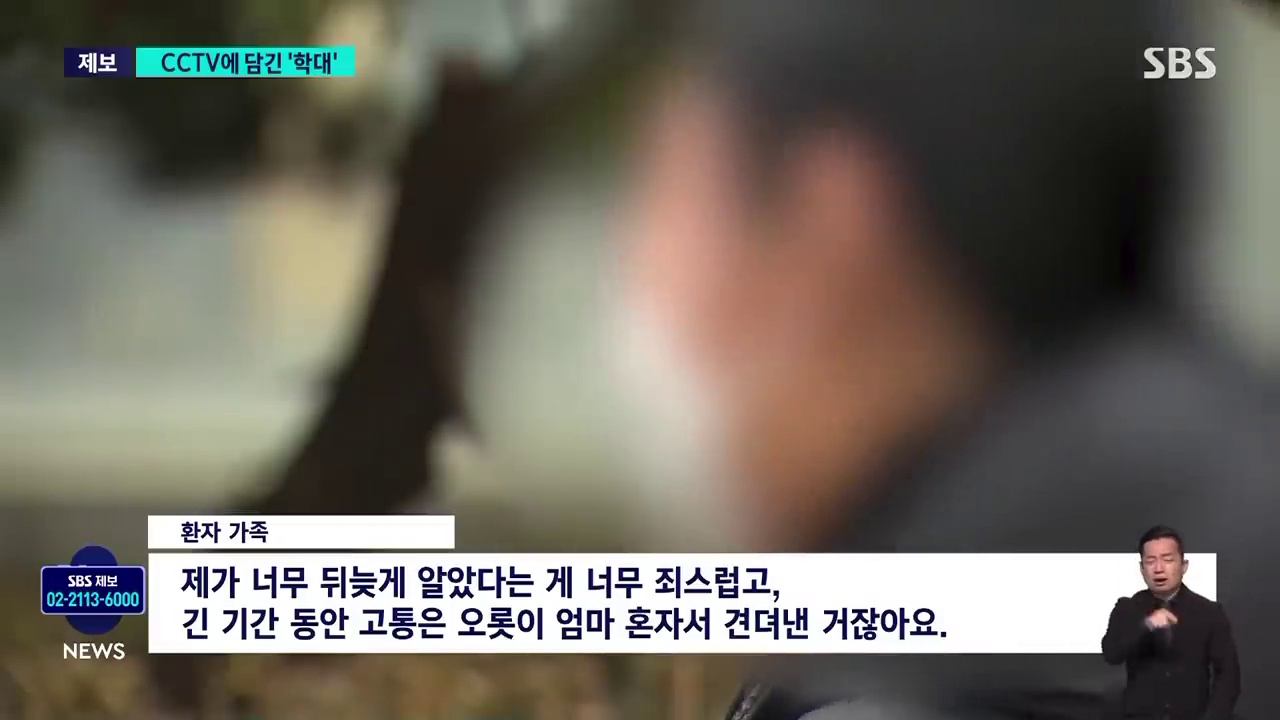 제보 CCTV에 담긴 '학대'
SBS
환자 가족
제가 너무 뒤늦게 알았다는 게 너무 죄스럽고,
긴 기간 동안 고통은 오롯이 엄마 혼자서 견뎌낸 거잖아요.
SBS 제보
02-2113-6000
NEWS